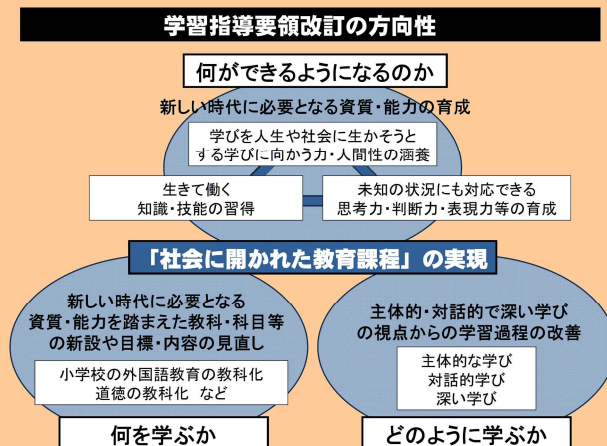 学習指導要領改訂の方向性
何ができるようになるのか
新しい時代に必要となる資質・能力の育成
学びを人生や社会に生かそうと
する学びに向かう力・人間性の涵養
生きて働く
知識・技能の習得
未知の状況にも対応できる
思考力・判断力・表現力等の育成
「社会に開かれた教育課程」の実現
新しい時代に必要となる
資質・能力を踏まえた教科・科目等
の新設や目標・内容の見直し
小学校の外国語教育の教科化
道徳の教科化 など
何を学ぶか
主体的・対話的で深い学び
の視点からの学習過程の改善
主体的な学び
対話的学び
深い学び
どのように学ぶか